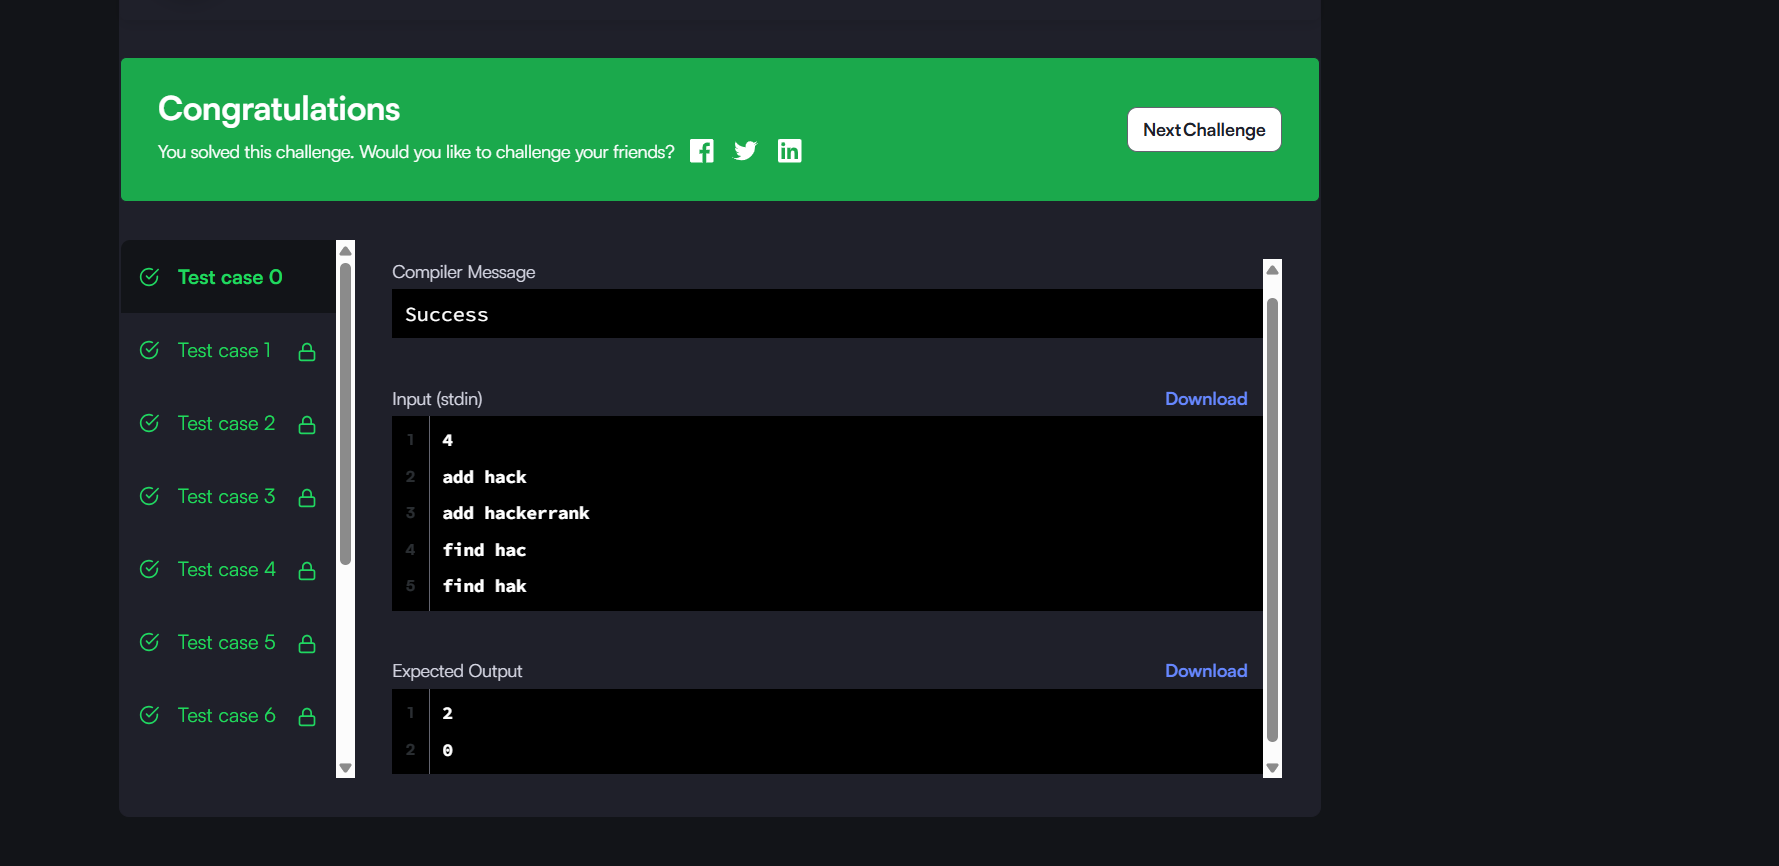 Congratulations
You solved this challenge. Would you like to challenge your friends?
Next Challenge
Test case 0
Test case 1
Test case 2
Test case 3
Test case 4
Test case 5
Test case 6
Compiler Message
Success
Input (stdin)
Download
1 4
2 add hack
3 add hackerrank
4 find hac
5 find hak
Expected Output
Download
1 2
2 0